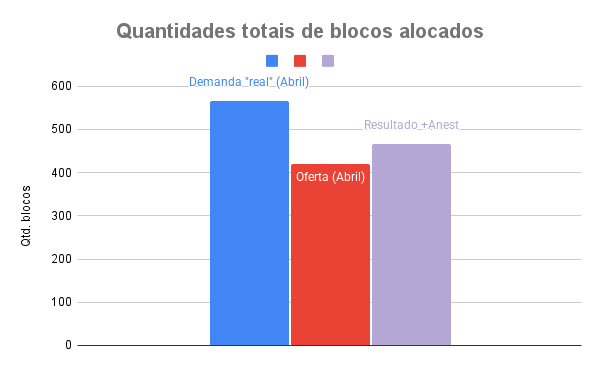 Quantidades totais de blocos alocados
Demanda "real" (Abril)
Resultado +Anest
Oferta (Abril)
Qtd. blocos
600
500
400
300
200
100
0